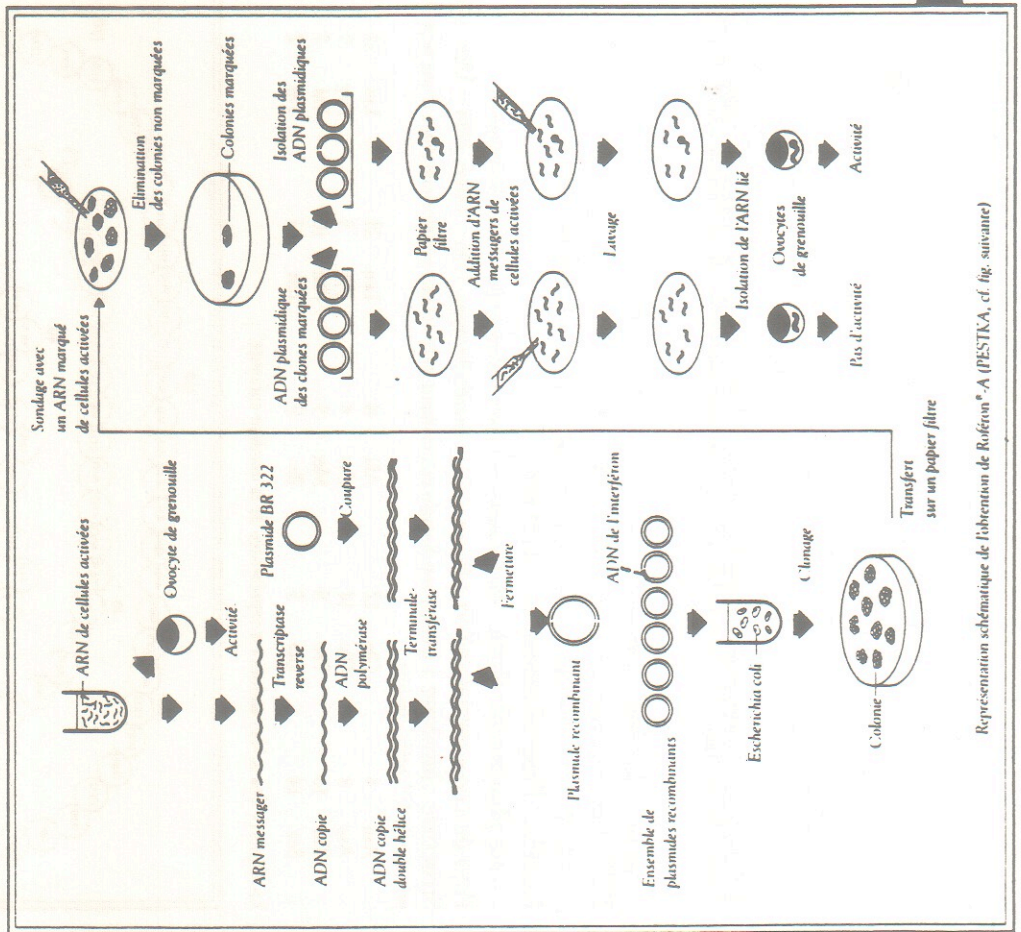 ARN de cellules activées
Ovocyte de grenouille
Activité
ARN messager
Transcriptase
reverse
Plasmide BR 322
ADN copie
ADN
polymérase
Coupure
ADN copie
double hélice
Terminale-
transférase
Fermeture
Plasmide recombinant
Ensemble de
plasmides recombinants
ADN de l'interféron
Escherichia coli
Clonage
Colonie
Transfert
sur un papier filtre
Sondage avec
un ARN marqué
de cellules activées
Elimination
des colonies non marquées
Colonies marquées
ADN plasmidique
des clones marquées
Isolation des
ADN plasmidiques
Papier
filtre
Addition d'ARN
messagers de
cellules activées
Lavage
Isolation de l'ARN lié
Ovocytes
de grenouille
Pas d'activité
Activité
Représentation schématique de l'obtention de Roféron®-A (PESTKA, cf. fig. suivante)